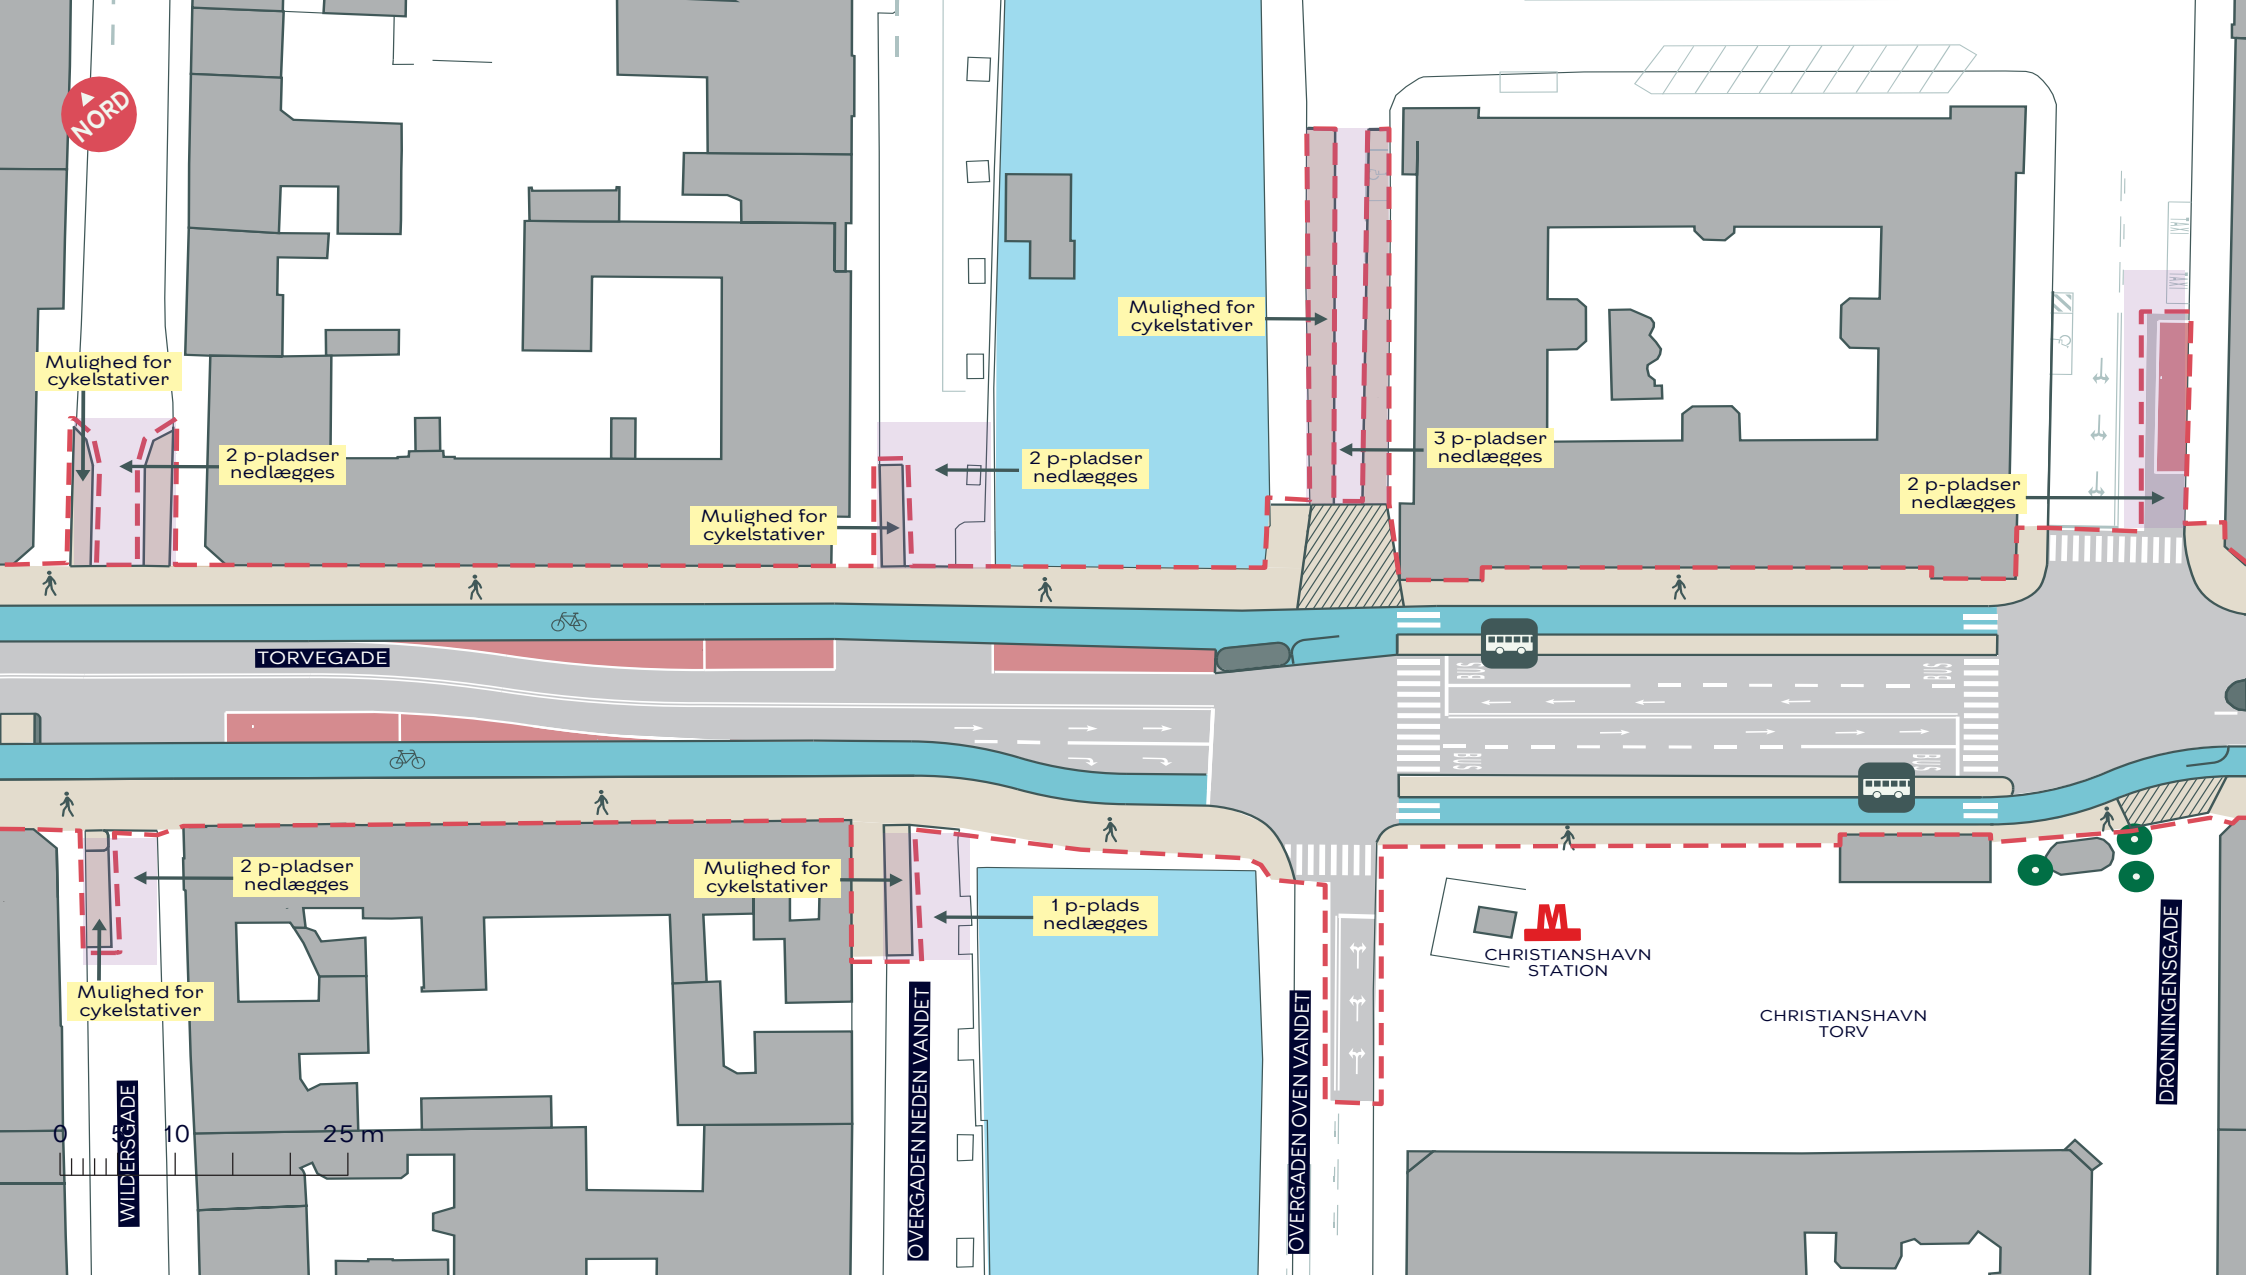 NORD
Mulighed for
cykelstativer
2 p-pladser
nedlægges
Mulighed for
cykelstativer
2 p-pladser
nedlægges
Mulighed for
cykelstativer
3 p-pladser
nedlægges
TAXI
TAXI
2 p-pladser
nedlægges
TORVEGADE
BUS
BUS
BUS
BUS
2 p-pladser
nedlægges
Mulighed for
cykelstativer
Mulighed for
cykelstativer
1 p-plads
nedlægges
M
CHRISTIANSHAVN
STATION
CHRISTIANSHAVN
TORV
WILDERSGADE
OVERGADEN NEDEN VANDET
OVERGADEN OVEN VANDET
DRONNINGENSGADE
0 5 10 25 m